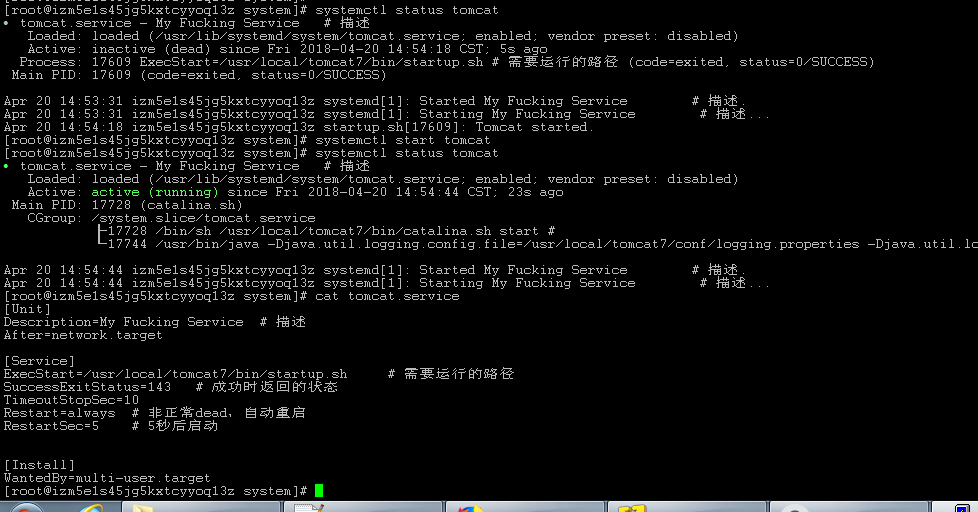 [root@izm5e1s45jg5kxtcyyoq13z system]# systemctl status tomcat
● tomcat.service - My Fucking Service   # 描述
   Loaded: loaded (/usr/lib/systemd/system/tomcat.service; enabled; vendor preset: disabled)
   Active: inactive (dead) since Fri 2018-04-20 14:54:18 CST; 5s ago
  Process: 17609 ExecStart=/usr/local/tomcat7/bin/startup.sh # 需要运行的路径 (code=exited, status=0/SUCCESS)
 Main PID: 17609 (code=exited, status=0/SUCCESS)

Apr 20 14:53:31 izm5e1s45jg5kxtcyyoq13z systemd[1]: Started My Fucking Service        # 描述.
Apr 20 14:53:31 izm5e1s45jg5kxtcyyoq13z systemd[1]: Starting My Fucking Service        # 描述...
Apr 20 14:54:18 izm5e1s45jg5kxtcyyoq13z startup.sh[17609]: Tomcat started.
[root@izm5e1s45jg5kxtcyyoq13z system]# systemctl start tomcat
[root@izm5e1s45jg5kxtcyyoq13z system]# systemctl status tomcat
● tomcat.service - My Fucking Service   # 描述
   Loaded: loaded (/usr/lib/systemd/system/tomcat.service; enabled; vendor preset: disabled)
   Active: active (running) since Fri 2018-04-20 14:54:44 CST; 23s ago
 Main PID: 17728 (catalina.sh)
   CGroup: /system.slice/tomcat.service
           ├─17728 /bin/sh /usr/local/tomcat7/bin/catalina.sh start #
           └─17744 /usr/bin/java -Djava.util.logging.config.file=/usr/local/tomcat7/conf/logging.properties -Djava.util.lo

Apr 20 14:54:44 izm5e1s45jg5kxtcyyoq13z systemd[1]: Started My Fucking Service        # 描述.
Apr 20 14:54:44 izm5e1s45jg5kxtcyyoq13z systemd[1]: Starting My Fucking Service        # 描述...
[root@izm5e1s45jg5kxtcyyoq13z system]# cat tomcat.service
[Unit]
Description=My Fucking Service  # 描述
After=network.target

[Service]
ExecStart=/usr/local/tomcat7/bin/startup.sh     # 需要运行的路径
SuccessExitStatus=143   # 成功时返回的状态
TimeoutStopSec=10
Restart=always  # 非正常dead，自动重启
RestartSec=5    # 5秒后启动


[Install]
WantedBy=multi-user.target
[root@izm5e1s45jg5kxtcyyoq13z system]#